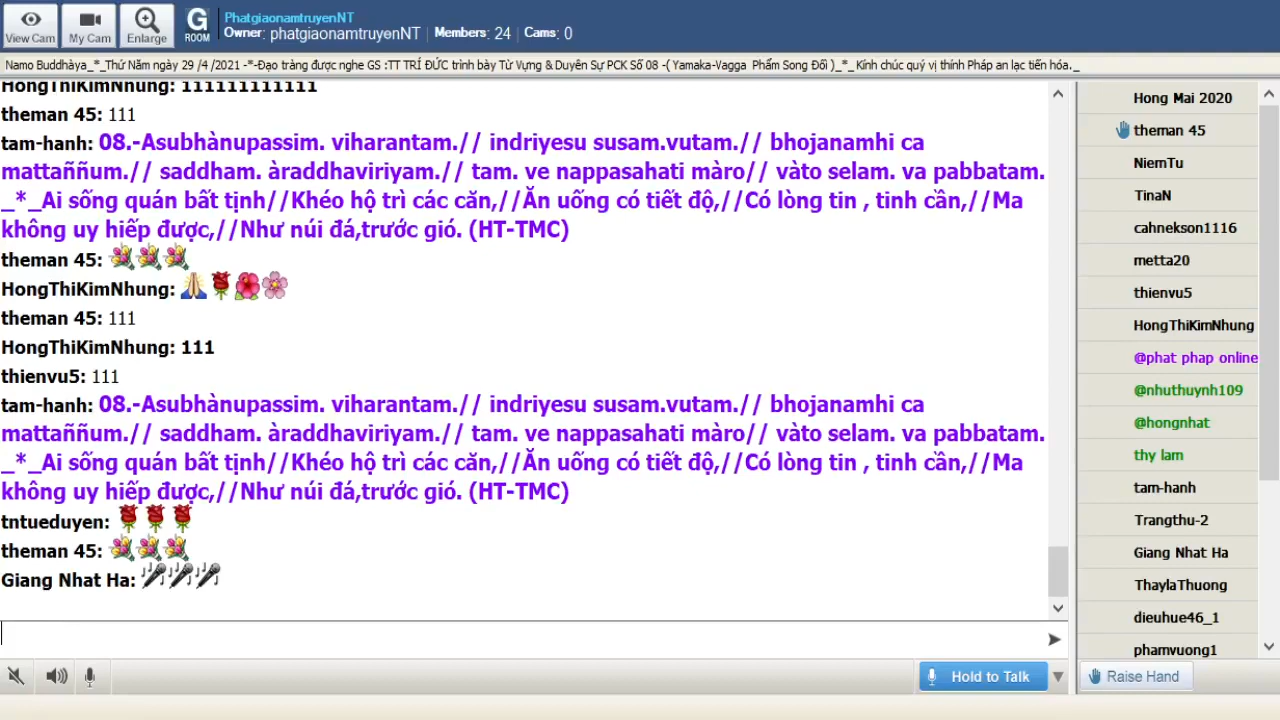 View Cam
My Cam
Enlarge
G
ROOM
PhatgiaonamtruyenNT
Owner: phatgiaonamtruyenNT | Members: 24 | Cams: 0
Namo Buddhàya_*_Thứ Năm ngày 29 /4 /2021 -*-Đạo tràng được nghe GS :TT TRÍ ĐỨC trình bày Từ Vựng & Duyên Sự PCK Số 08 -( Yamaka-Vagga Phẩm Song Đối )_*_ Kính chúc quý vị thính Pháp an lạc tiến hóa._
HongThiKimNhung: 111111111111
theman 45: 111
tam-hanh: 08.-Asubhànupassim. viharantam.// indriyesu susam.vutam.// bhojanamhi ca
mattaññum.// saddham. àraddhaviriyam.// tam. ve nappasahati màro// vàto selam. va pabbatam.
_*_Ai sống quán bất tịnh//Khéo hộ trì các căn,//Ăn uống có tiết độ,//Có lòng tin , tinh cần,//Ma
không uy hiếp được,//Như núi đá,trước gió. (HT-TMC)
theman 45:
HongThiKimNhung:
theman 45: 111
HongThiKimNhung: 111
thienvu5: 111
tam-hanh: 08.-Asubhànupassim. viharantam.// indriyesu susam.vutam.// bhojanamhi ca
mattaññum.// saddham. àraddhaviriyam.// tam. ve nappasahati màro// vàto selam. va pabbatam.
_*_Ai sống quán bất tịnh//Khéo hộ trì các căn,//Ăn uống có tiết độ,//Có lòng tin , tinh cần,//Ma
không uy hiếp được,//Như núi đá,trước gió. (HT-TMC)
tntueduyen:
theman 45:
Giang Nhat Ha:
Hold to Talk
Hong Mai 2020
theman 45
NiemTu
TinaN
cahnekson1116
metta20
thienvu5
HongThiKimNhung
@phat phap online
@nhuthuynh109
@hongnhat
thy lam
tam-hanh
Trangthu-2
Giang Nhat Ha
ThaylaThuong
dieuhue46_1
phamvuong1
Raise Hand